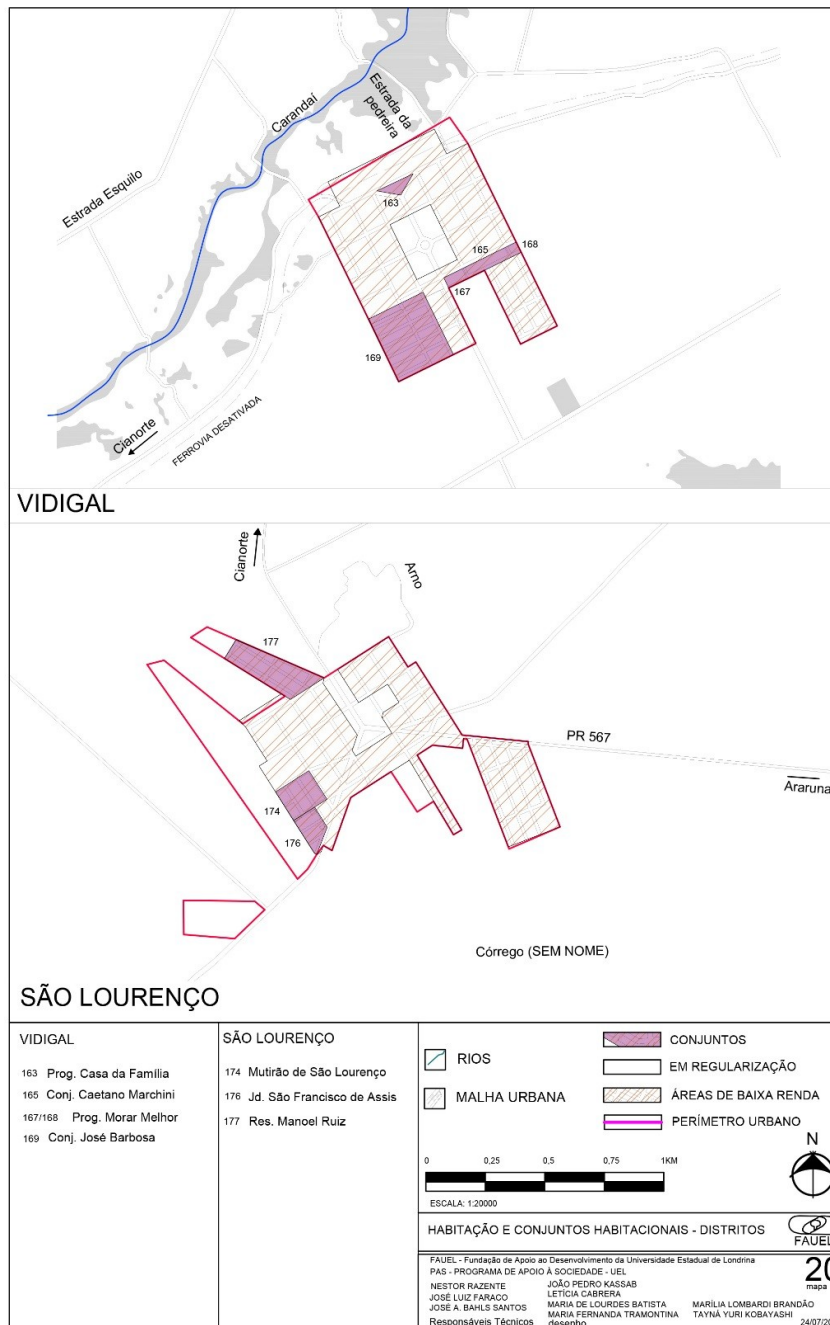 Carandaí
Estrada da
pedreira
Estrada Esquilo
163
165
168
167
169
Cianorte
FERROVIA DESATIVADA
VIDIGAL
Cianorte
Arno
177
PR 567
Araruna
174
176
Córrego (SEM NOME)
SÃO LOURENÇO
VIDIGAL
163 Prog. Casa da Família
165 Conj. Caetano Marchini
167/168 Prog. Morar Melhor
169 Conj. José Barbosa
SÃO LOURENÇO
174 Mutirão de São Lourenço
176 Jd. São Francisco de Assis
177 Res. Manoel Ruiz
RIOS
MALHA URBANA
CONJUNTOS
EM REGULARIZAÇÃO
ÁREAS DE BAIXA RENDA
PERÍMETRO URBANO
N
0 0,25 0,5 0,75 1KM
ESCALA: 1:20000
HABITAÇÃO E CONJUNTOS HABITACIONAIS - DISTRITOS
FAUEL
FAUEL - Fundação de Apoio ao Desenvolvimento da Universidade Estadual de Londrina
PAS - PROGRAMA DE APOIO À SOCIEDADE - UEL
NESTOR RAZENTE
JOSÉ LUIZ FARACO
JOSÉ A. BAHLS SANTOS
Responsáveis Técnicos
JOÃO PEDRO KASSAB
LETÍCIA CABRERA
MARIA DE LOURDES BATISTA
MARIA FERNANDA TRAMONTINA
desenho
MARÍLIA LOMBARDI BRANDÃO
TAYNÁ YURI KOBAYASHI
20
mapa
24/07/20